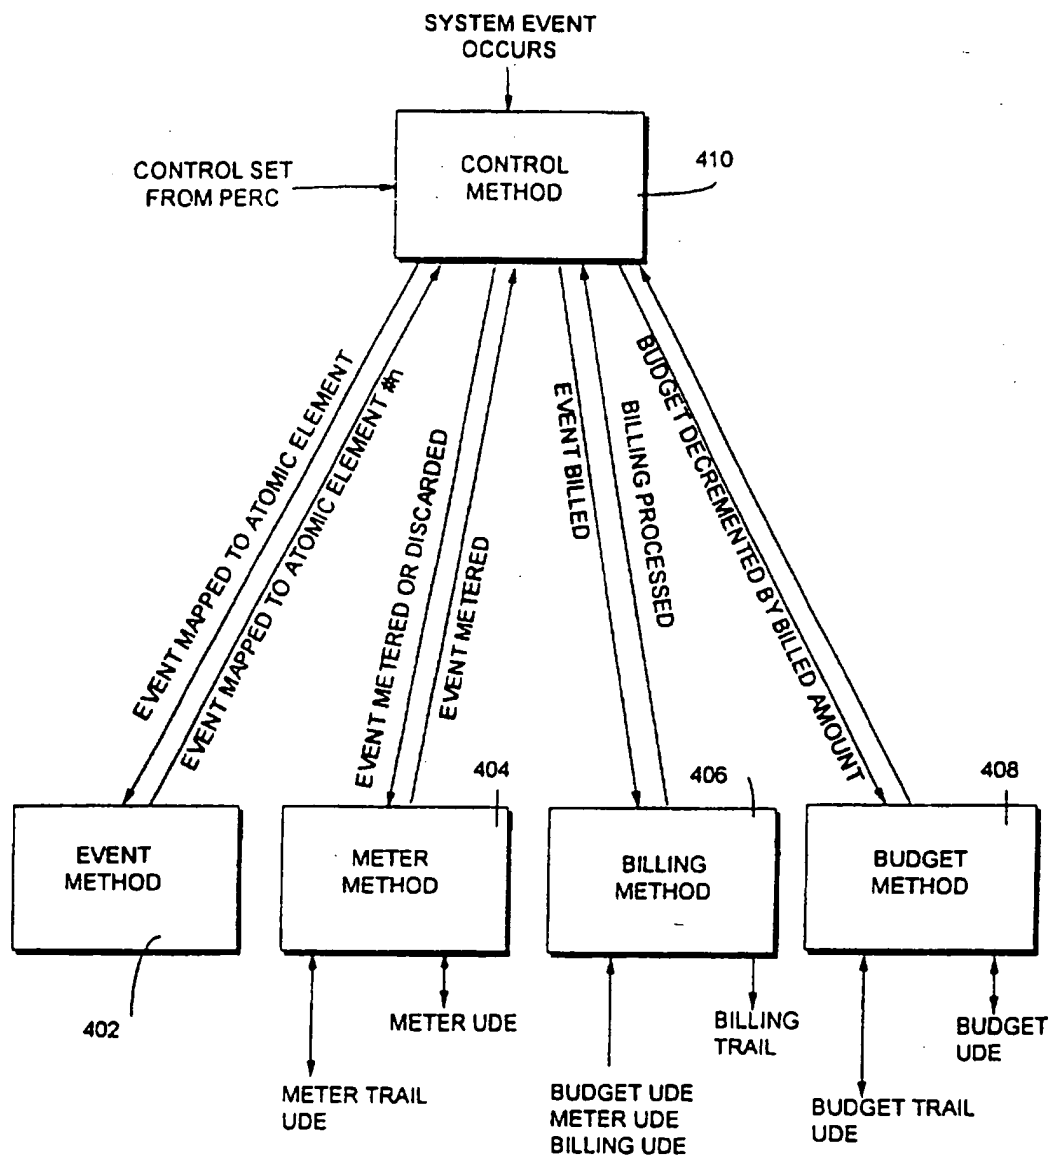 SYSTEM EVENT
OCCURS
CONTROL
METHOD
410
CONTROL SET
FROM PERC
EVENT MAPPED TO ATOMIC ELEMENT
EVENT MAPPED TO ATOMIC ELEMENT #n
EVENT METERED OR DISCARDED
EVENT METERED
EVENT BILLED
BILLING PROCESSED
BUDGET DECREMENTED BY BILLED AMOUNT
404
406
408
EVENT
METHOD
METER
METHOD
BILLING
METHOD
BUDGET
METHOD
402
METER UDE
BILLING
TRAIL
BUDGET
UDE
METER TRAIL
UDE
BUDGET UDE
METER UDE
BILLING UDE
BUDGET TRAIL
UDE